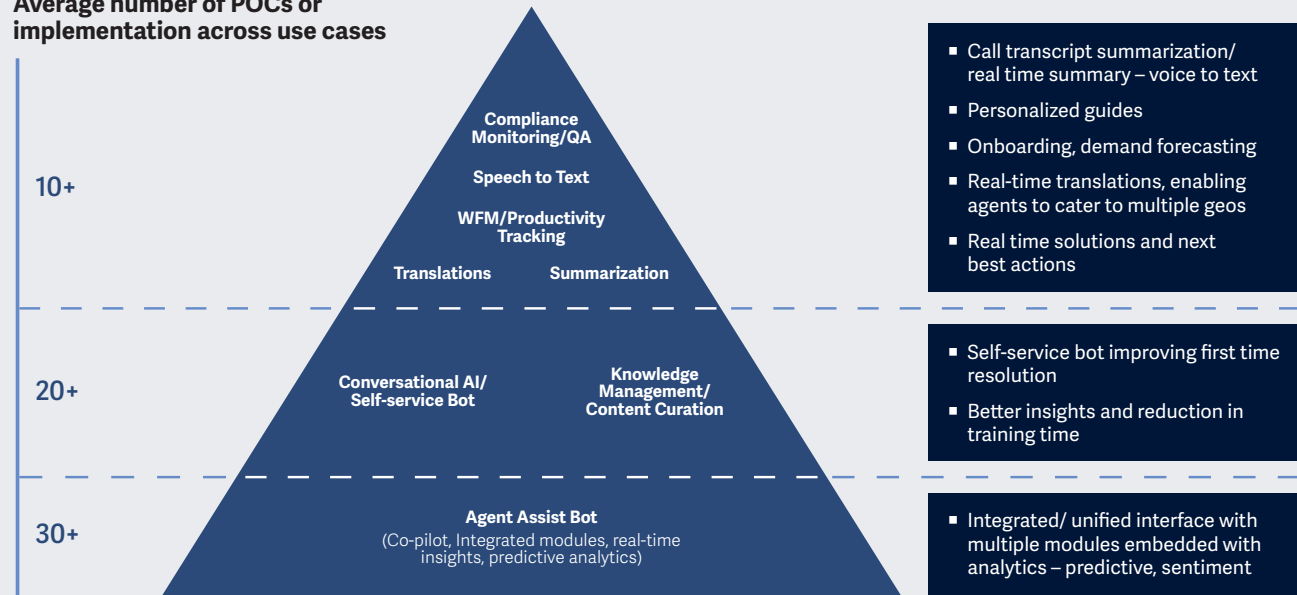 Average number of POCs or
implementation across use cases
10+
Compliance
Monitoring/QA
Speech to Text
WFM/Productivity
Tracking
Translations
Summarization
▪ Call transcript summarization/
real time summary – voice to text
▪ Personalized guides
▪ Onboarding, demand forecasting
▪ Real-time translations, enabling
agents to cater to multiple geos
▪ Real time solutions and next
best actions
20+
Conversational AI/
Self-service Bot
Knowledge
Management/
Content Curation
▪ Self-service bot improving first time
resolution
▪ Better insights and reduction in
training time
30+
Agent Assist Bot
(Co-pilot, Integrated modules, real-time
insights, predictive analytics)
▪ Integrated/ unified interface with
multiple modules embedded with
analytics – predictive, sentiment